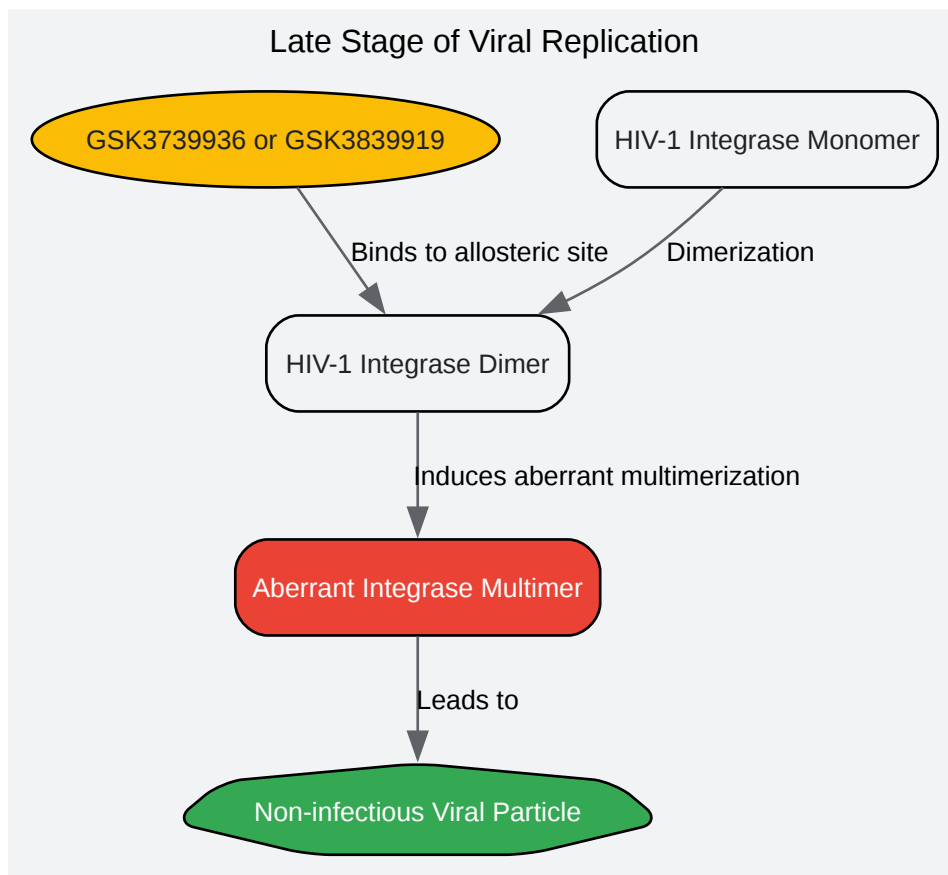 Late Stage of Viral Replication
GSK3739936 or GSK3839919
HIV-1 Integrase Monomer
Binds to allosteric site
Dimerization
HIV-1 Integrase Dimer
Induces aberrant multimerization
Aberrant Integrase Multimer
Leads to
Non-infectious Viral Particle